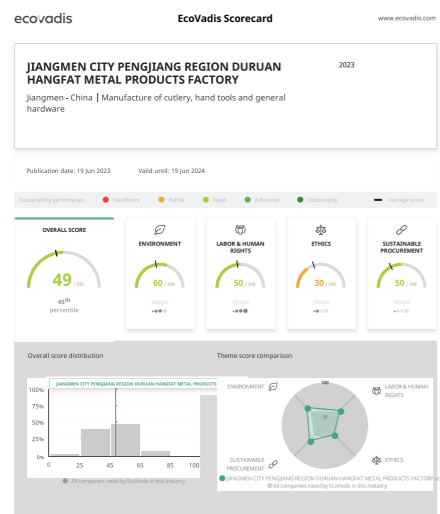 ecovadis
EcoVadis Scorecard
www.ecovadis.com
JIANGMEN CITY PENGJIANG REGION DURUAN
HANGFAT METAL PRODUCTS FACTORY
2023
Jiangmen - China | Manufacture of cutlery, hand tools and general
hardware
Publication date: 19 Jun 2023
Valid until: 19 Jun 2024
Sustainability performance
Insufficient
Partial
Good
Advanced
Outstanding
Average score
OVERALL SCORE
49 / 100
45th
percentile
ENVIRONMENT
60 / 100
Weight
LABOR & HUMAN
RIGHTS
50 / 100
Weight
ETHICS
30 / 100
Weight
SUSTAINABLE
PROCUREMENT
50 / 100
Weight
Overall score distribution
JIANGMEN CITY PENGJIANG REGION DURUAN HANGFAT METAL PRODUCTS
100%
75%
50%
25%
0%
0 25 45 65 85 100
All companies rated by EcoVadis in this industry
Theme score comparison
ENVIRONMENT
100
LABOR & HUMAN
RIGHTS
SUSTAINABLE
PROCUREMENT
ETHICS
JIANGMEN CITY PENGJIANG REGION DURUAN HANGFAT METAL PRODUCTS FACTORY
All companies rated by EcoVadis in this industry